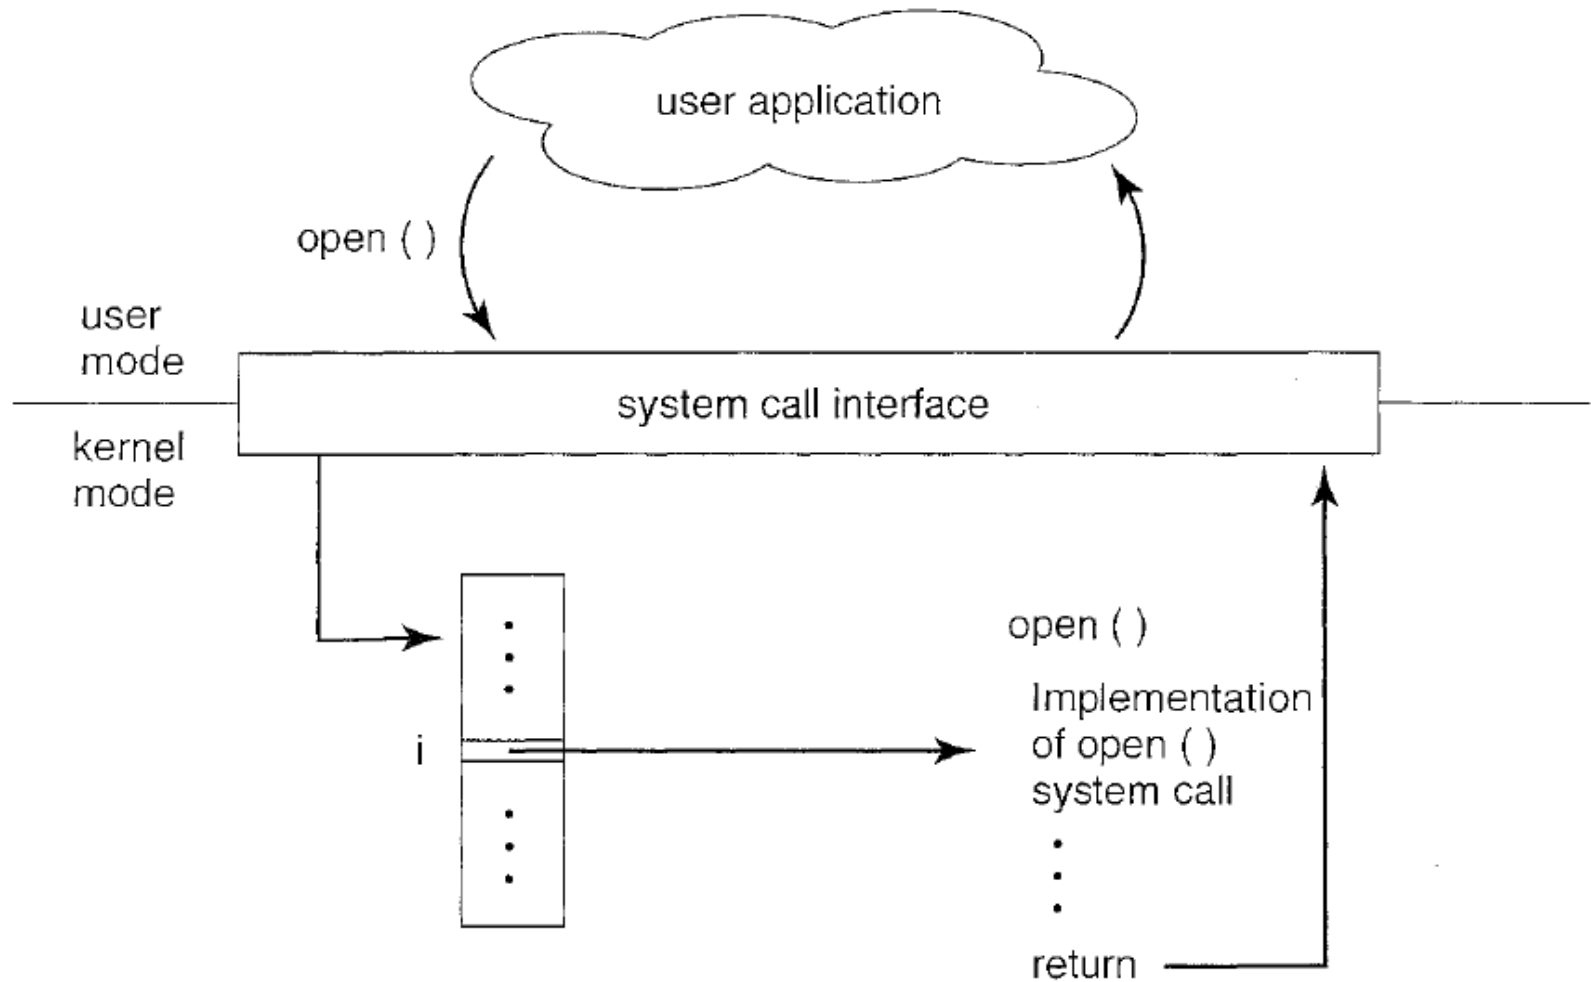 user application
open ( )
user
mode
system call interface
kernel
mode
open ( )
Implementation
of open ( )
system call
i
return